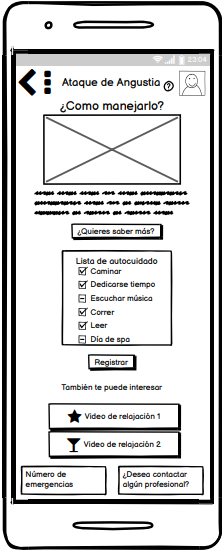 23:04
Ataque de Angustia ?
¿Como manejarlo?
¿Quieres saber más?
Lista de autocuidado
Caminar
Dedicarse tiempo
Escuchar música
Correr
Leer
Día de spa
Registrar
También te puede interesar
Video de relajación 1
Video de relajación 2
Número de
emergencias
¿Desea contactar
algún profesional?